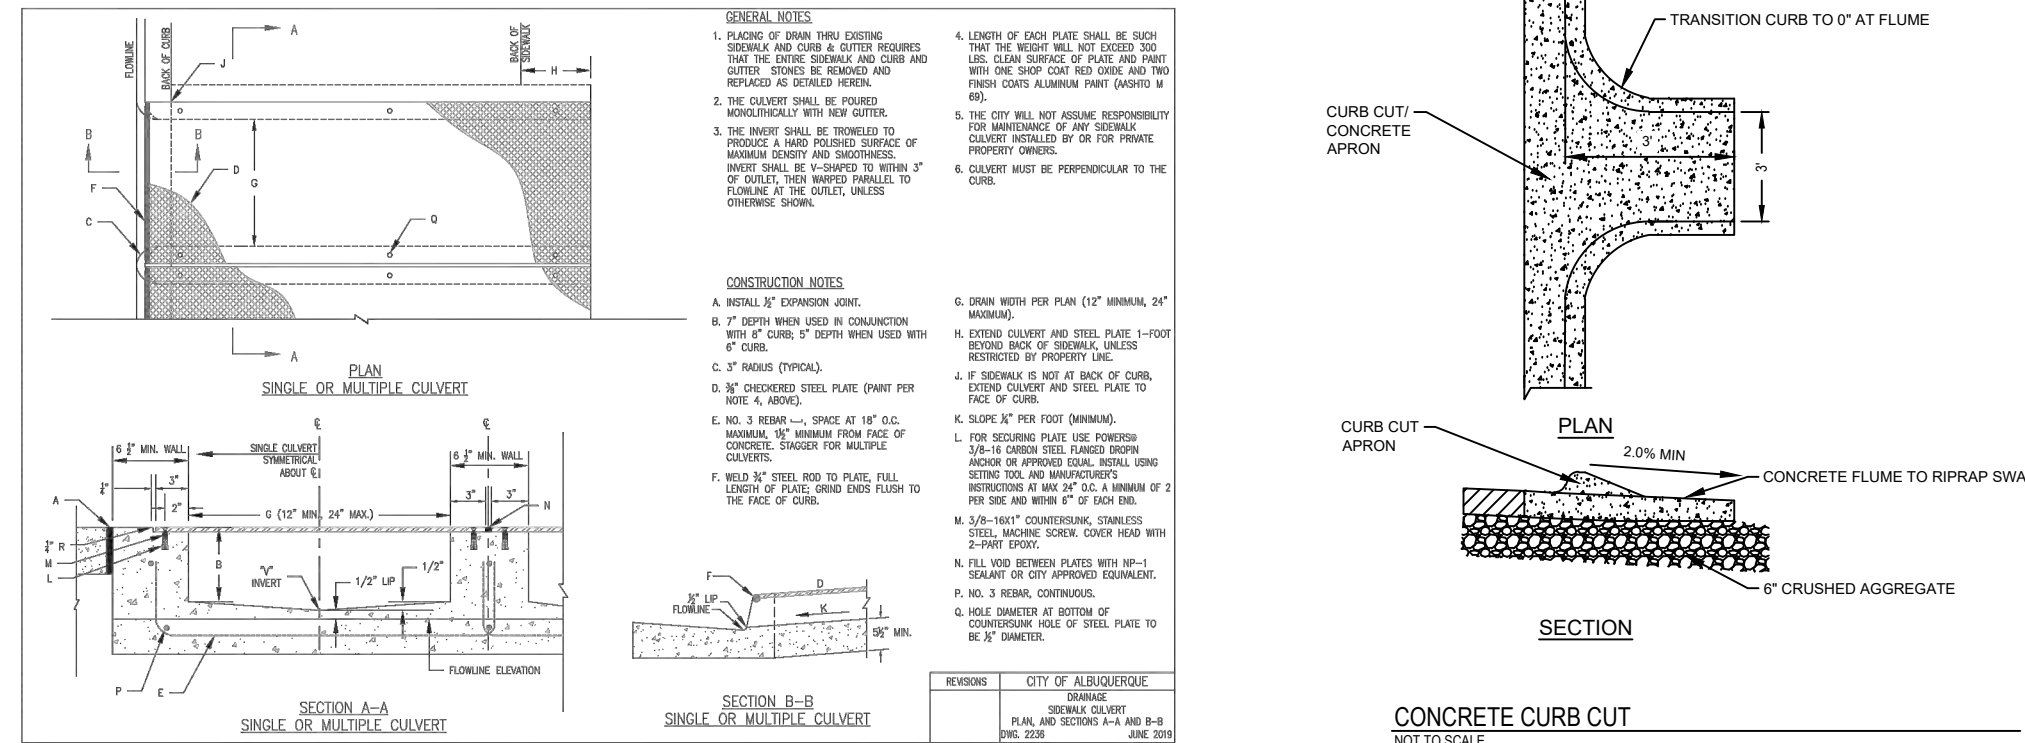 FLOWLINE
BACK OF CURB
A
J
BACK OF
SIDEWALK
H
B
B
D
G
F
C
Q
A
PLAN
SINGLE OR MULTIPLE CULVERT
GENERAL NOTES
1. PLACING OF DRAIN THRU EXISTING
SIDEWALK AND CURB & GUTTER REQUIRES
THAT THE ENTIRE SIDEWALK AND CURB AND
GUTTER STONES BE REMOVED AND
REPLACED AS DETAILED HEREIN.
2. THE CULVERT SHALL BE POURED
MONOLITHICALLY WITH NEW GUTTER.
3. THE INVERT SHALL BE TROWELED TO
PRODUCE A HARD POLISHED SURFACE OF
MAXIMUM DENSITY AND SMOOTHNESS.
INVERT SHALL BE V-SHAPED TO WITHIN 3"
OF OUTLET, THEN WARPED PARALLEL TO
FLOWLINE AT THE OUTLET, UNLESS
OTHERWISE SHOWN.
4. LENGTH OF EACH PLATE SHALL BE SUCH
THAT THE WEIGHT WILL NOT EXCEED 300
LBS. CLEAN SURFACE OF PLATE AND PAINT
WITH ONE SHOP COAT RED OXIDE AND TWO
FINISH COATS ALUMINUM PAINT (AASHTO M
69).
5. THE CITY WILL NOT ASSUME RESPONSIBILITY
FOR MAINTENANCE OF ANY SIDEWALK
CULVERT INSTALLED BY OR FOR PRIVATE
PROPERTY OWNERS.
6. CULVERT MUST BE PERPENDICULAR TO THE
CURB.
CONSTRUCTION NOTES
A. INSTALL ½" EXPANSION JOINT.
B. 7" DEPTH WHEN USED IN CONJUNCTION
WITH 8" CURB; 5" DEPTH WHEN USED WITH
6" CURB.
C. 3" RADIUS (TYPICAL).
D. ⅜" CHECKERED STEEL PLATE (PAINT PER
NOTE 4, ABOVE).
E. NO. 3 REBAR, SPACE AT 18" O.C.
MAXIMUM, 1½" MINIMUM FROM FACE OF
CONCRETE. STAGGER FOR MULTIPLE
CULVERTS.
F. WELD ¾" STEEL ROD TO PLATE, FULL
LENGTH OF PLATE; GRIND ENDS FLUSH TO
THE FACE OF CURB.
G. DRAIN WIDTH PER PLAN (12" MINIMUM, 24"
MAXIMUM).
H. EXTEND CULVERT AND STEEL PLATE 1-FOOT
BEYOND BACK OF SIDEWALK, UNLESS
RESTRICTED BY PROPERTY LINE.
J. IF SIDEWALK IS NOT AT BACK OF CURB,
EXTEND CULVERT AND STEEL PLATE TO
FACE OF CURB.
K. SLOPE ¼" PER FOOT (MINIMUM).
L. FOR SECURING PLATE USE POWERS®
3/8-16 CARBON STEEL FLANGED DROPIN
ANCHOR OR APPROVED EQUAL. INSTALL USING
SETTING TOOL AND MANUFACTURER'S
INSTRUCTIONS AT MAX 24" O.C. A MINIMUM OF 2
PER SIDE AND WITHIN 6'" OF EACH END.
M. 3/8-16X1" COUNTERSUNK, STAINLESS
STEEL, MACHINE SCREW. COVER HEAD WITH
2-PART EPOXY.
N. FILL VOID BETWEEN PLATES WITH NP-1
SEALANT OR CITY APPROVED EQUIVALENT.
P. NO. 3 REBAR, CONTINUOUS.
Q. HOLE DIAMETER AT BOTTOM OF
COUNTERSUNK HOLE OF STEEL PLATE TO
BE ½" DIAMETER.
6 ½" MIN. WALL
SINGLE CULVERT
SYMMETRICAL
ABOUT ℄
℄
℄
6 ½" MIN. WALL
3"
2"
3"
3"
A
N
G (12" MIN., 24" MAX.)
R
M
L
B
"V"
INVERT
1/2" LIP
1/2"
P
E
FLOWLINE ELEVATION
SECTION A-A
SINGLE OR MULTIPLE CULVERT
F
D
½" LIP
FLOWLINE
K
5½" MIN.
SECTION B-B
SINGLE OR MULTIPLE CULVERT
REVISIONS
CITY OF ALBUQUERQUE
DRAINAGE
SIDEWALK CULVERT
PLAN, AND SECTIONS A-A AND B-B
DWG. 2236 JUNE 2019
TRANSITION CURB TO 0" AT FLUME
CURB CUT/
CONCRETE
APRON
3'
3'
PLAN
CURB CUT
APRON
2.0% MIN
CONCRETE FLUME TO RIPRAP SWA
6" CRUSHED AGGREGATE
SECTION
CONCRETE CURB CUT
NOT TO SCALE